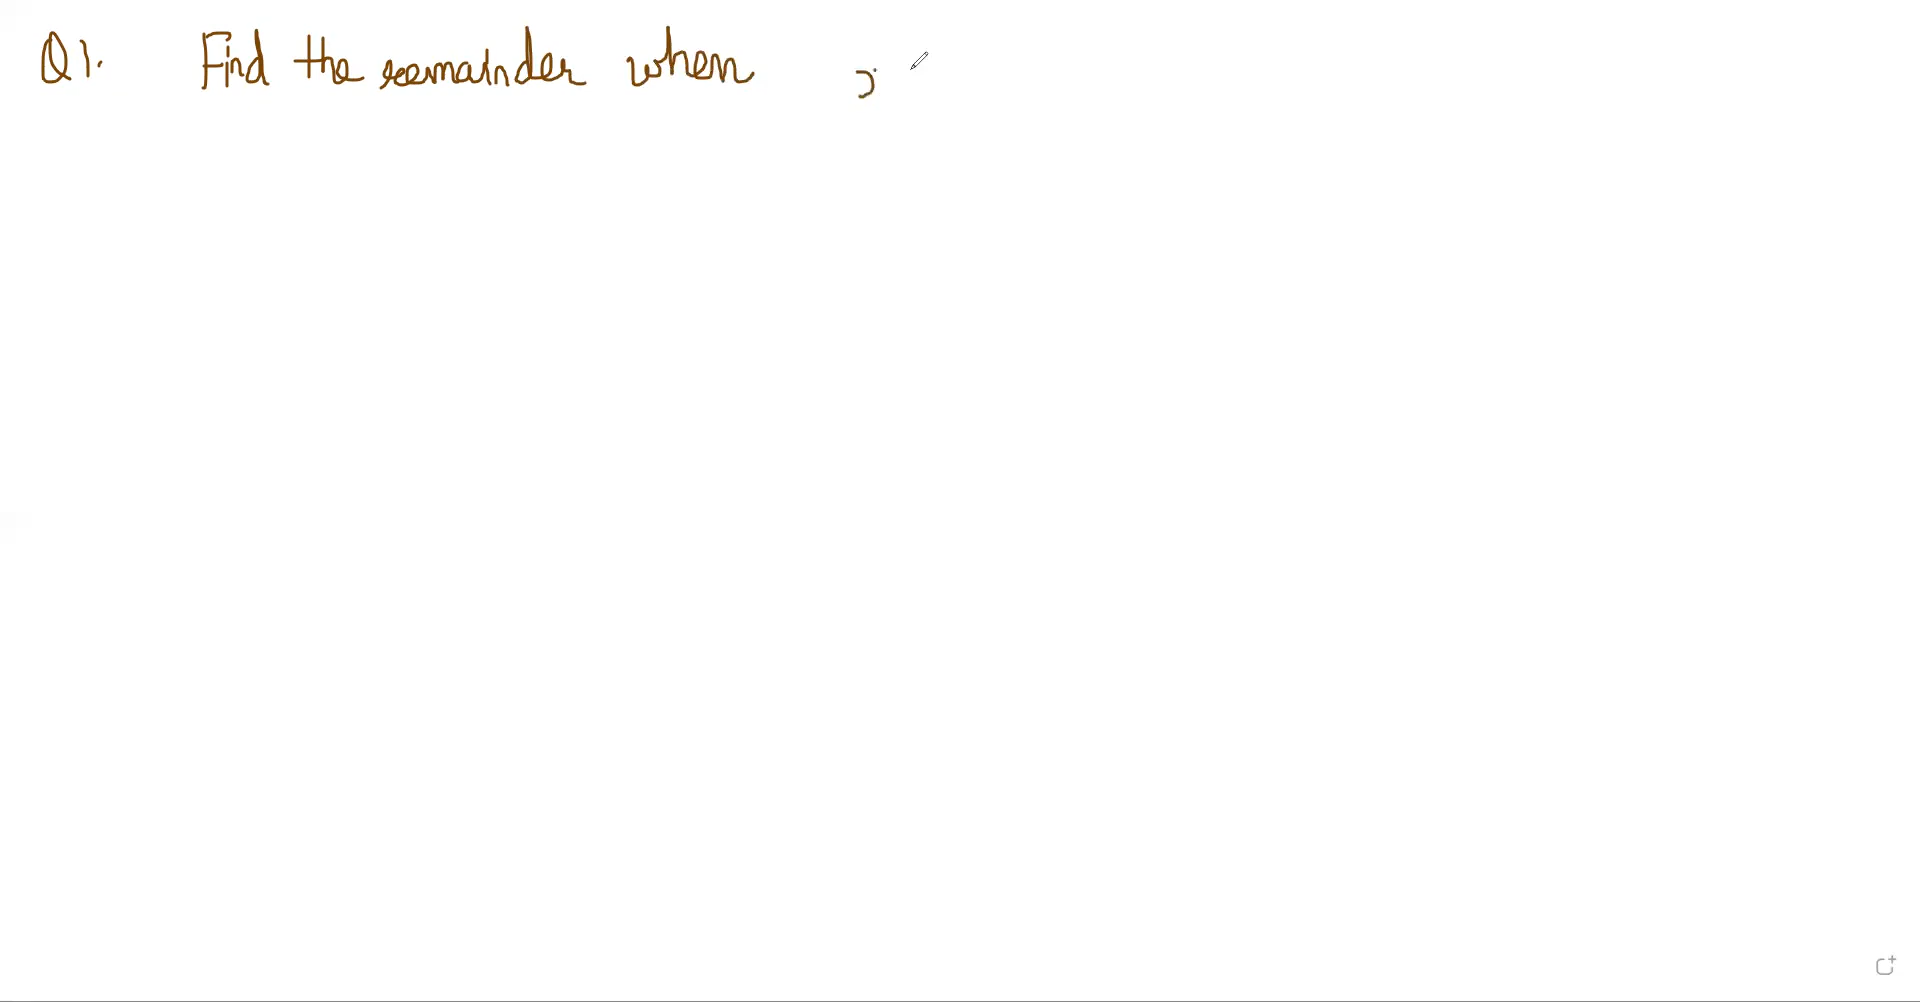 Q1. Find the remainder when